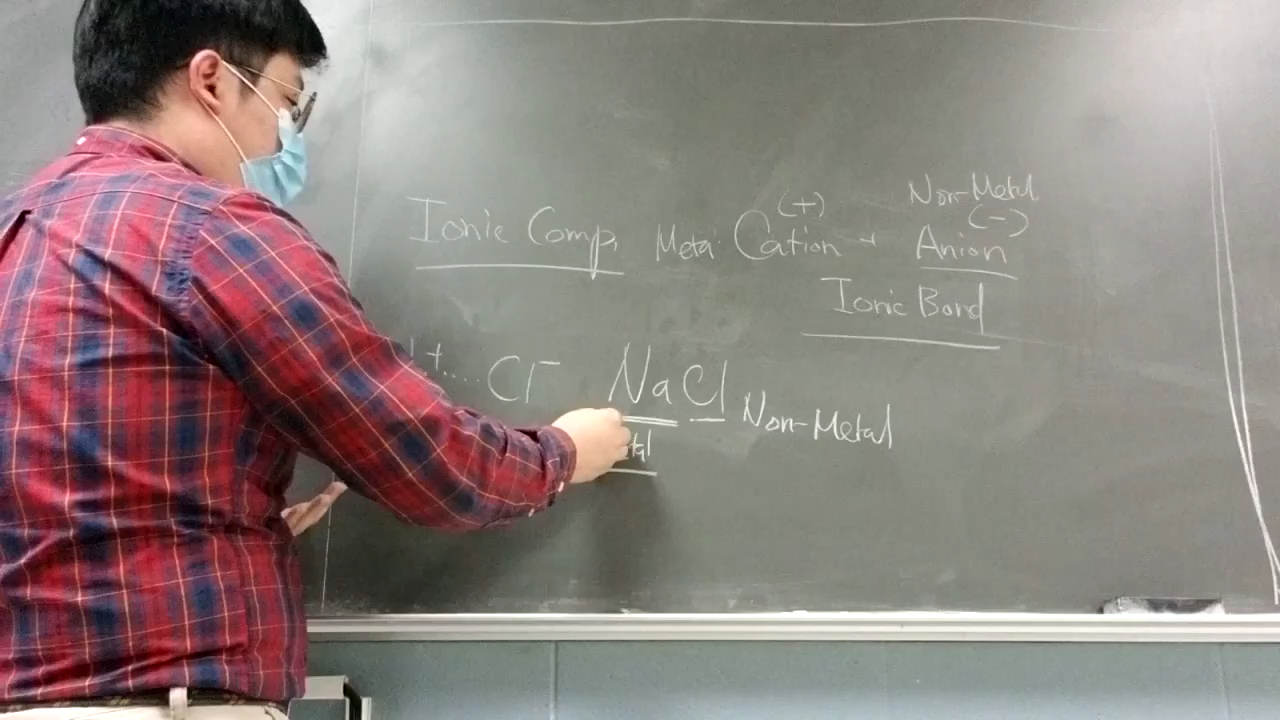 Non-Metal
(+) (-)
Ionic Comp. Metal Cation + Anion
Ionic Bond
+.... Cl⁻ NaCl Non-Metal